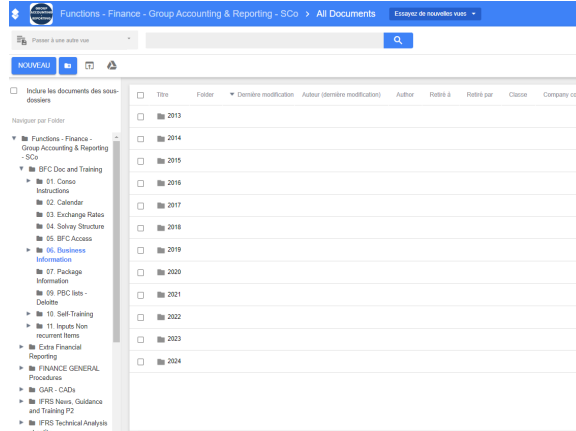 GROUP ACCOUNTING REPORTING
Functions - Finance - Group Accounting & Reporting - SCo > All Documents
Essayez de nouvelles vues
Passer à une autre vue
NOUVEAU
Inclure les documents des sous-
dossiers
Naviguer par Folder
Functions - Finance -
Group Accounting & Reporting
- SCo
BFC Doc and Training
01. Conso
Instructions
02. Calendar
03. Exchange Rates
04. Solvay Structure
05. BFC Access
06. Business
Information
07. Package
Information
09. PBC lists -
Deloitte
10. Self-Training
11. Inputs Non
recurrent Items
Extra Financial
Reporting
FINANCE GENERAL
Procedures
GAR - CADs
IFRS News, Guidance
and Training P2
IFRS Technical Analysis
Titre Folder Dernière modification Auteur (dernière modification) Author Retiré à Retiré par Classe Company ca
2013
2014
2015
2016
2017
2018
2019
2020
2021
2022
2023
2024